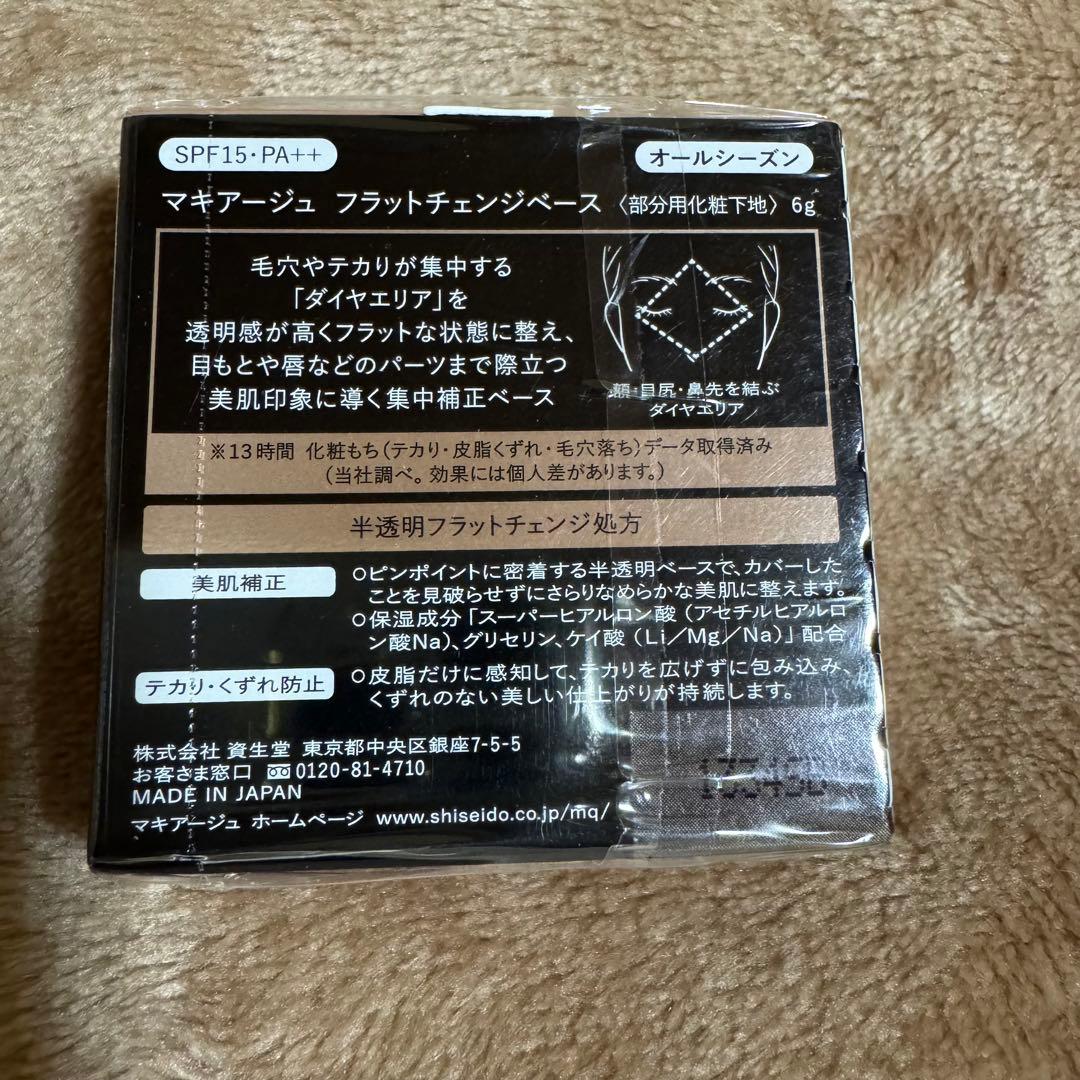 SPF15・PA++
オールシーズン
マキアージュ フラットチェンジベース 〈部分用化粧下地〉 6g
毛穴やテカリが集中する
「ダイヤエリア」を
透明感が高くフラットな状態に整え、
目もとや唇などのパーツまで際立つ
美肌印象に導く集中補正ベース
額・目尻・鼻先を結ぶ
ダイヤエリア
※13時間 化粧もち(テカリ・皮脂くずれ・毛穴落ち)データ取得済み
(当社調べ。効果には個人差があります。)
半透明フラットチェンジ処方
美肌補正
○ピンポイントに密着する半透明ベースで、カバーした
ことを見破らせずにさらりなめらかな美肌に整えます。
○保湿成分「スーパーヒアルロン酸(アセチルヒアルロ
ン酸Na)、グリセリン、ケイ酸(Li/Mg/Na)」配合
テカリ・くずれ防止
○皮脂だけに感知して、テカリを広げずに包み込み、
くずれのない美しい仕上がりが持続します。
株式会社 資生堂 東京都中央区銀座7-5-5
お客さま窓口 0120-81-4710
MADE IN JAPAN
マキアージュ ホームページ www.shiseido.co.jp/mq/